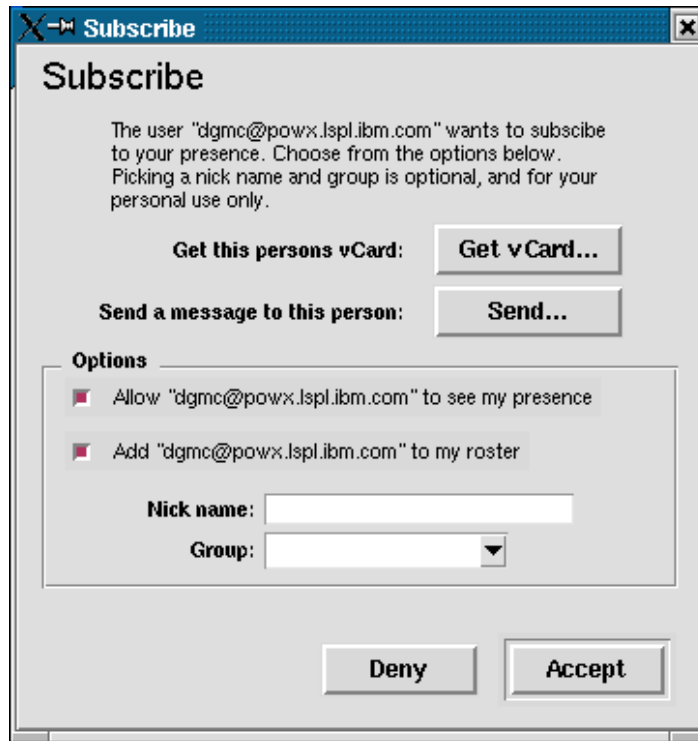 Subscribe
Subscribe
The user "dgmc@powx.lspl.ibm.com" wants to subscibe
to your presence. Choose from the options below.
Picking a nick name and group is optional, and for your
personal use only.
Get this persons vCard:
Get vCard...
Send a message to this person:
Send...
Options
Allow "dgmc@powx.lspl.ibm.com" to see my presence
Add "dgmc@powx.lspl.ibm.com" to my roster
Nick name:
Group:
Deny
Accept